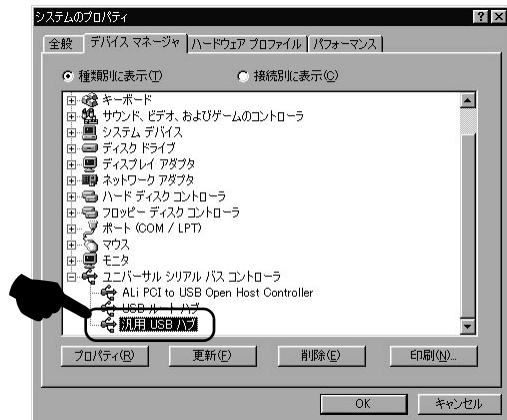 システムのプロパティ
全般 デバイス マネージャ ハードウェア プロファイル パフォーマンス
種類別に表示(T) 接続別に表示(C)
キーボード
サウンド、ビデオ、およびゲームのコントローラ
システム デバイス
ディスク ドライブ
ディスプレイ アダプタ
ネットワーク アダプタ
ハード ディスク コントローラ
フロッピー ディスク コントローラ
ポート (COM / LPT)
マウス
モニタ
ユニバーサル シリアル バス コントローラ
ALi PCI to USB Open Host Controller
USB ルート ハブ
汎用 USB ハブ
プロパティ(R) 更新(F) 削除(E) 印刷(N)...
OK キャンセル